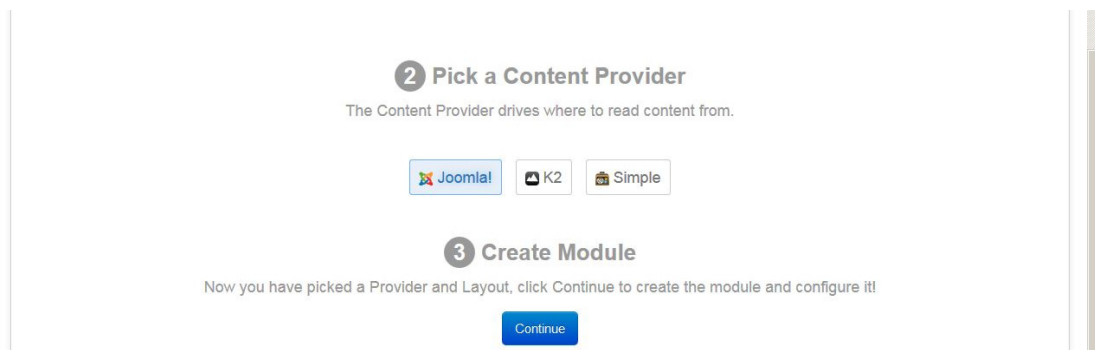 2 Pick a Content Provider
The Content Provider drives where to read content from.
Joomla! K2 Simple
3 Create Module
Now you have picked a Provider and Layout, click Continue to create the module and configure it!
Continue